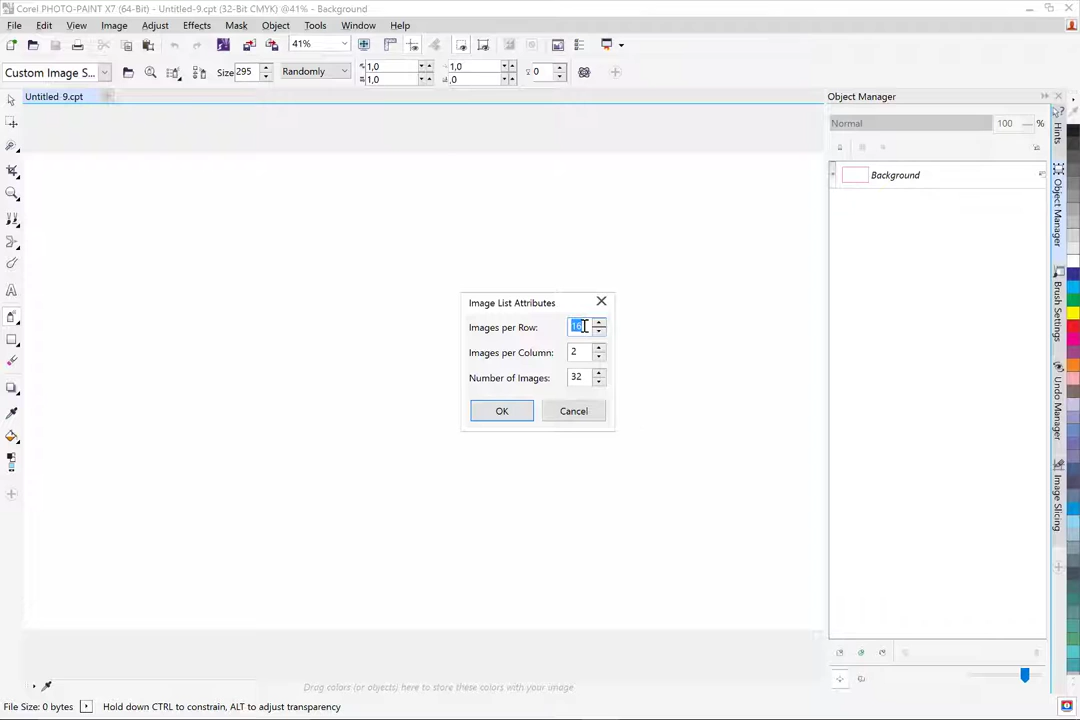 Corel PHOTO-PAINT X7 (64-Bit) - Untitled-9.cpt (32-Bit CMYK) @41% - Background
File Edit View Image Adjust Effects Mask Object Tools Window Help
41%
Custom Image S... Size 295 Randomly 1,0 1,0 1,0 ,0 0
Untitled-9.cpt
Object Manager
Normal 100 %
Background
Hints
Object Manager
Brush Settings
Undo Manager
Image Slicing
Image List Attributes
Images per Row: 16
Images per Column: 2
Number of Images: 32
OK Cancel
Drag colors (or objects) here to store these colors with your image
File Size: 0 bytes Hold down CTRL to constrain, ALT to adjust transparency